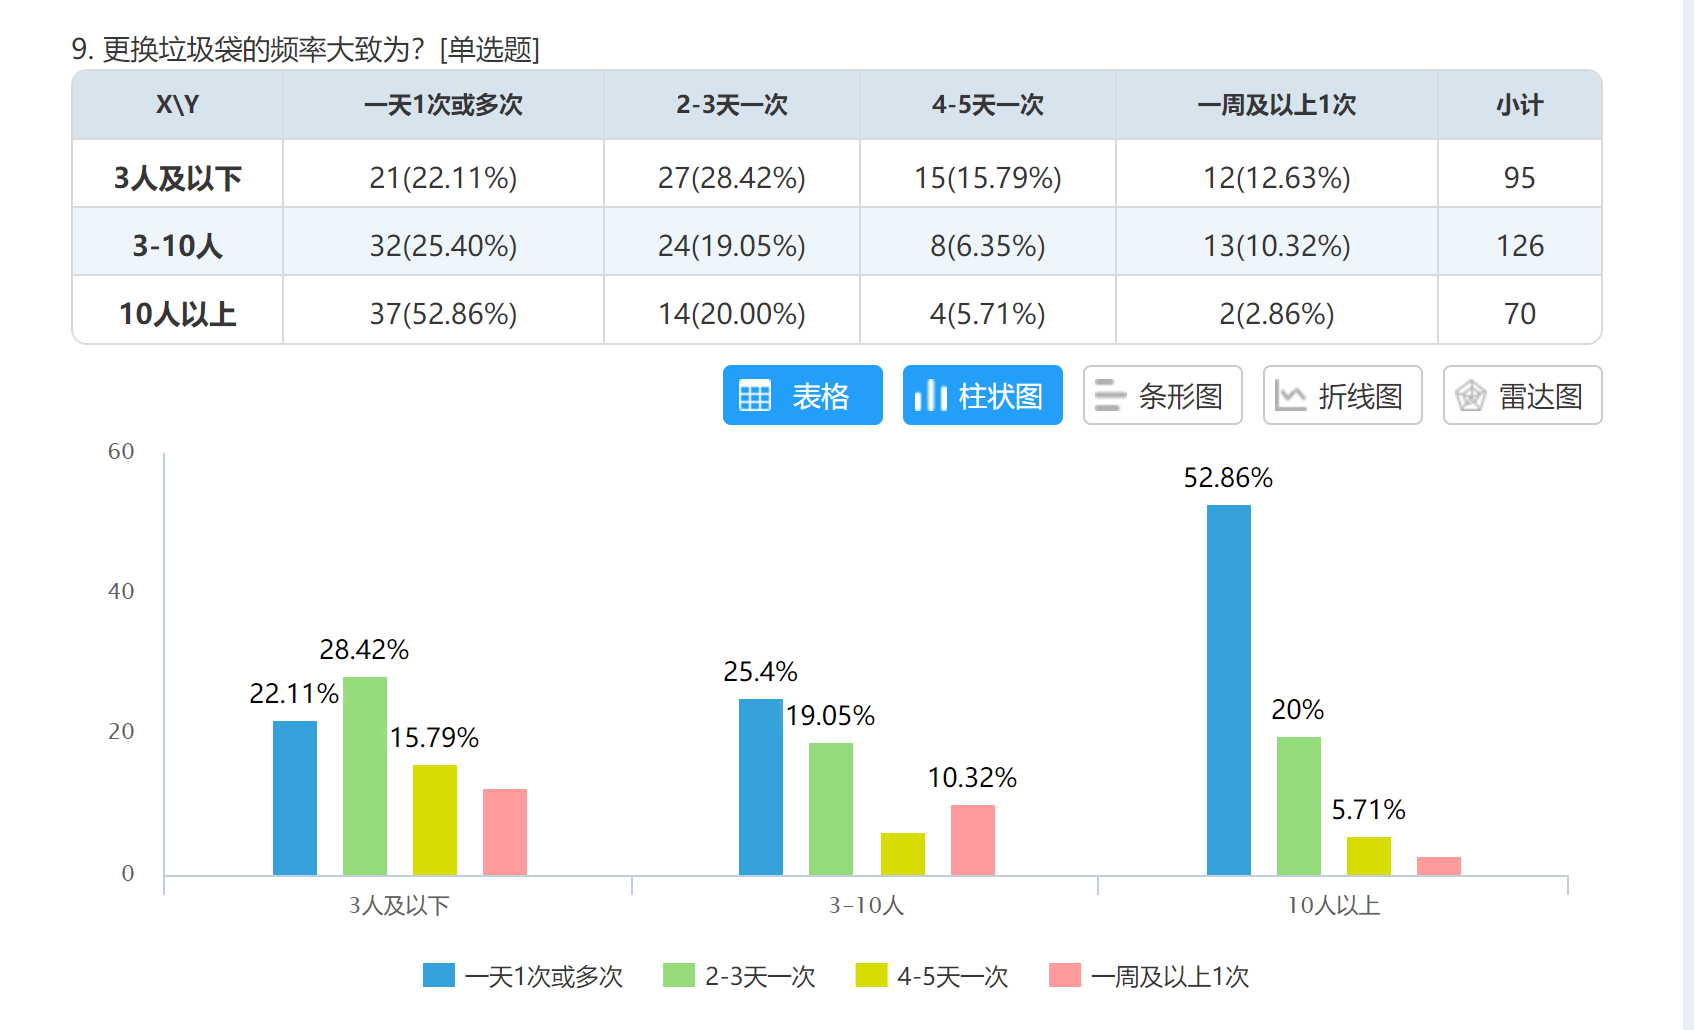 9. 更换垃圾袋的频率大致为？[单选题]
X\Y 一天1次或多次 2-3天一次 4-5天一次 一周及以上1次 小计
3人及以下 21(22.11%) 27(28.42%) 15(15.79%) 12(12.63%) 95
3-10人 32(25.40%) 24(19.05%) 8(6.35%) 13(10.32%) 126
10人以上 37(52.86%) 14(20.00%) 4(5.71%) 2(2.86%) 70
表格 柱状图 条形图 折线图 雷达图
60
52.86%
40
28.42%
25.4%
22.11%
20%
19.05%
20
15.79%
10.32%
5.71%
0
3人及以下 3-10人 10人以上
一天1次或多次 2-3天一次 4-5天一次 一周及以上1次